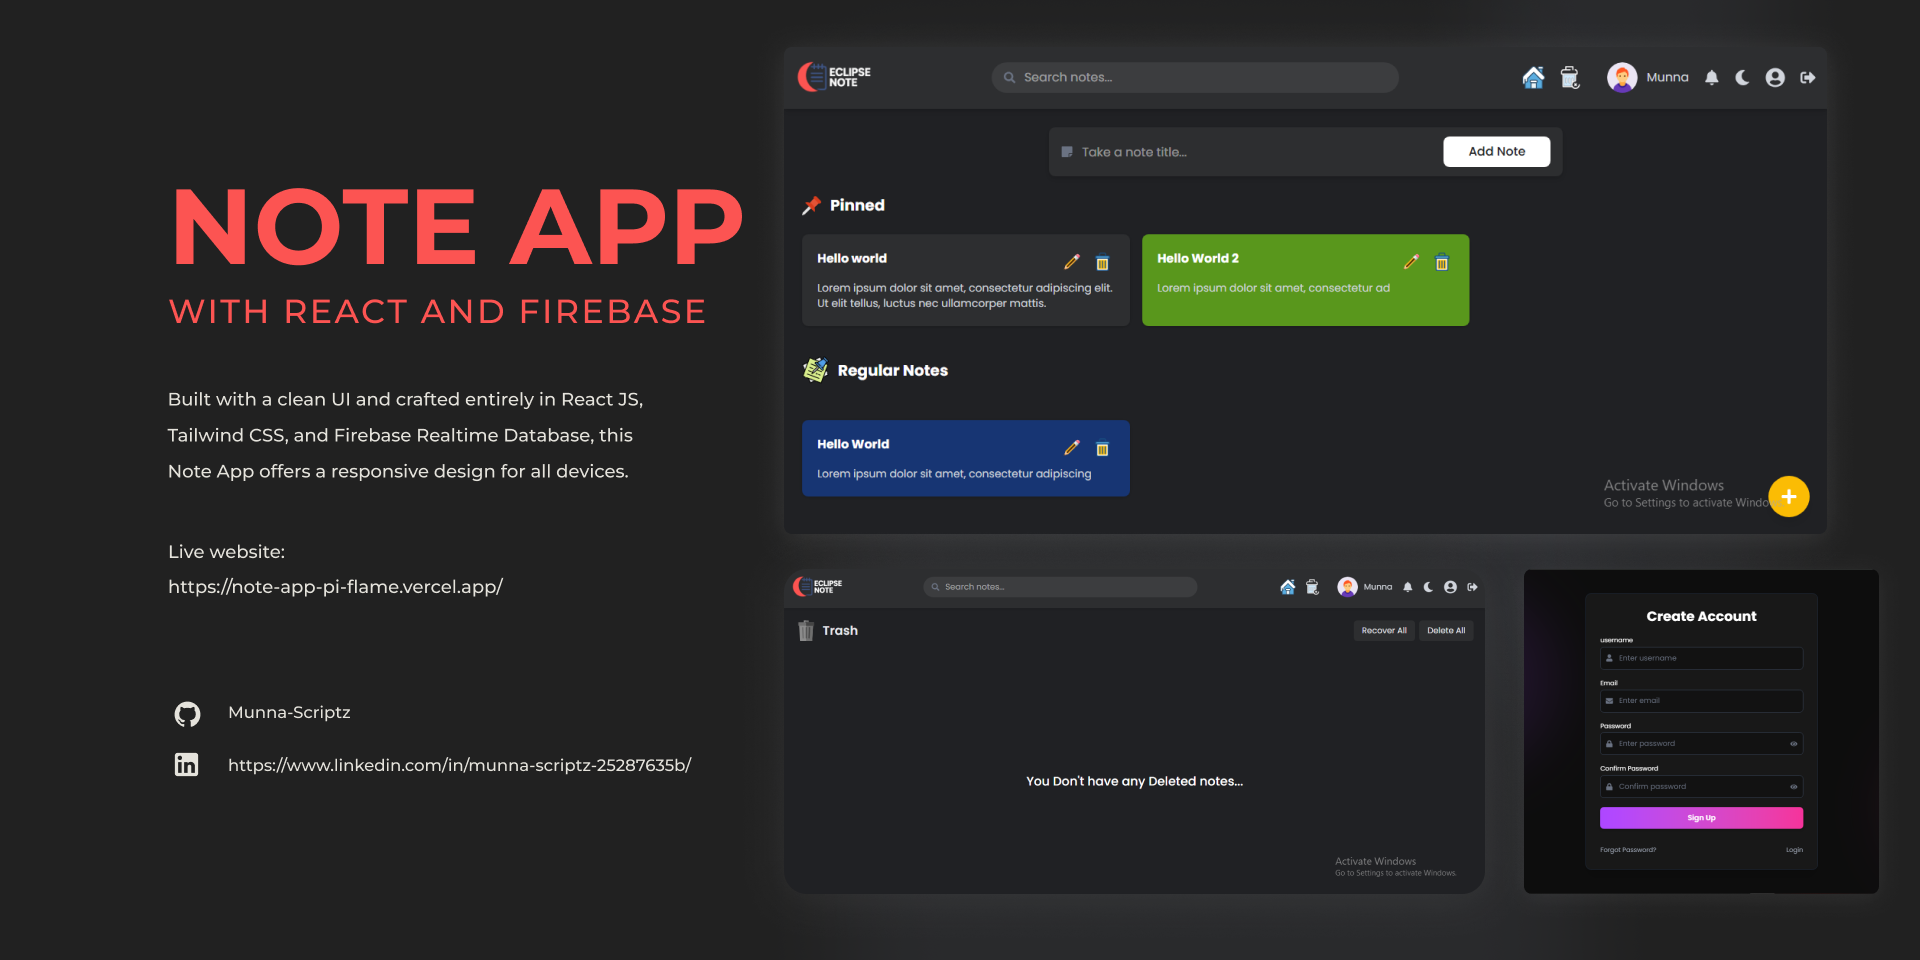 NOTE APP
WITH REACT AND FIREBASE
Built with a clean UI and crafted entirely in React JS,
Tailwind CSS, and Firebase Realtime Database, this
Note App offers a responsive design for all devices.
Live website:
https://note-app-pi-flame.vercel.app/
Munna-Scriptz
https://www.linkedin.com/in/munna-scriptz-25287635b/
ECLIPSE
NOTE
Search notes...
Munna
Take a note title...
Add Note
Pinned
Hello world
Lorem ipsum dolor sit amet, consectetur adipiscing elit.
Ut elit tellus, luctus nec ullamcorper mattis.
Hello World 2
Lorem ipsum dolor sit amet, consectetur ad
Regular Notes
Hello World
Lorem ipsum dolor sit amet, consectetur adipiscing
Activate Windows
Go to Settings to activate Windo
ECLIPSE
NOTE
Search notes...
Munna
Trash
Recover All
Delete All
You Don't have any Deleted notes...
Activate Windows
Go to Settings to activate Windows.
Create Account
username
Enter username
Email
Enter email
Password
Enter password
Confirm Password
Confirm password
Sign Up
Forgot Password?
Login